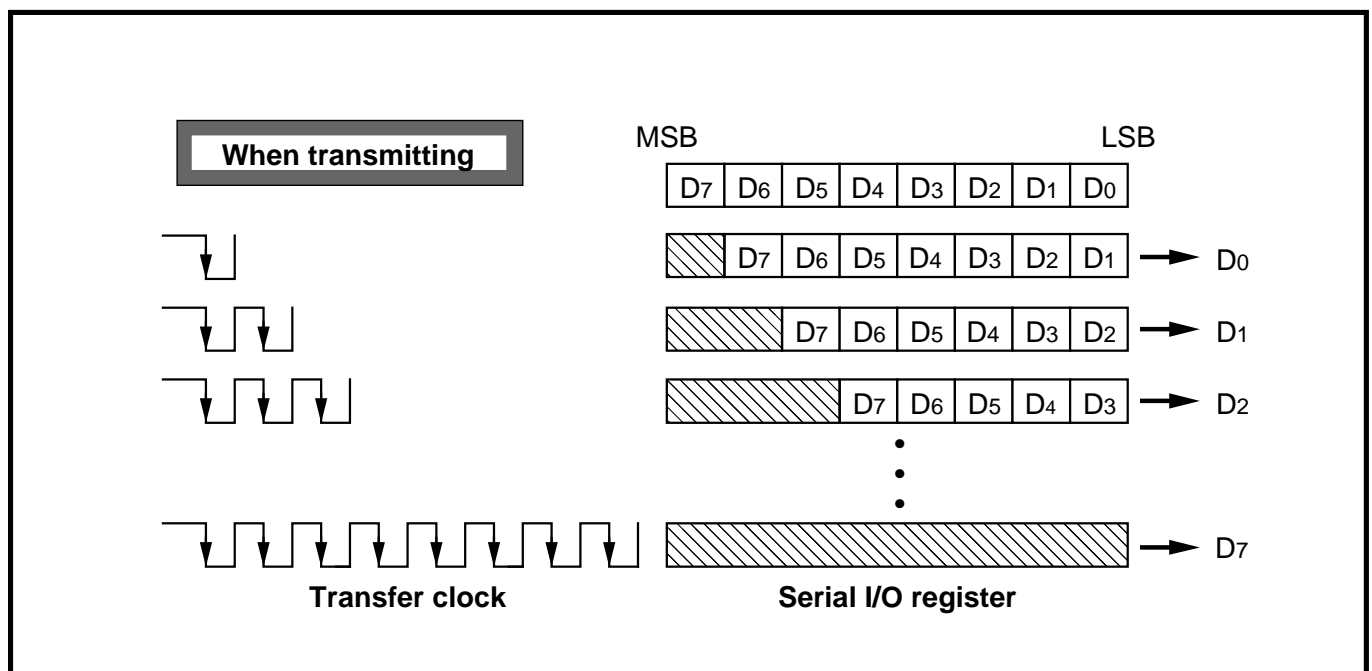 When transmitting
MSB LSB
D7 D6 D5 D4 D3 D2 D1 D0
D7 D6 D5 D4 D3 D2 D1 D0
D7 D6 D5 D4 D3 D2 D1
D7 D6 D5 D4 D3 D2
D7
Transfer clock Serial I/O register